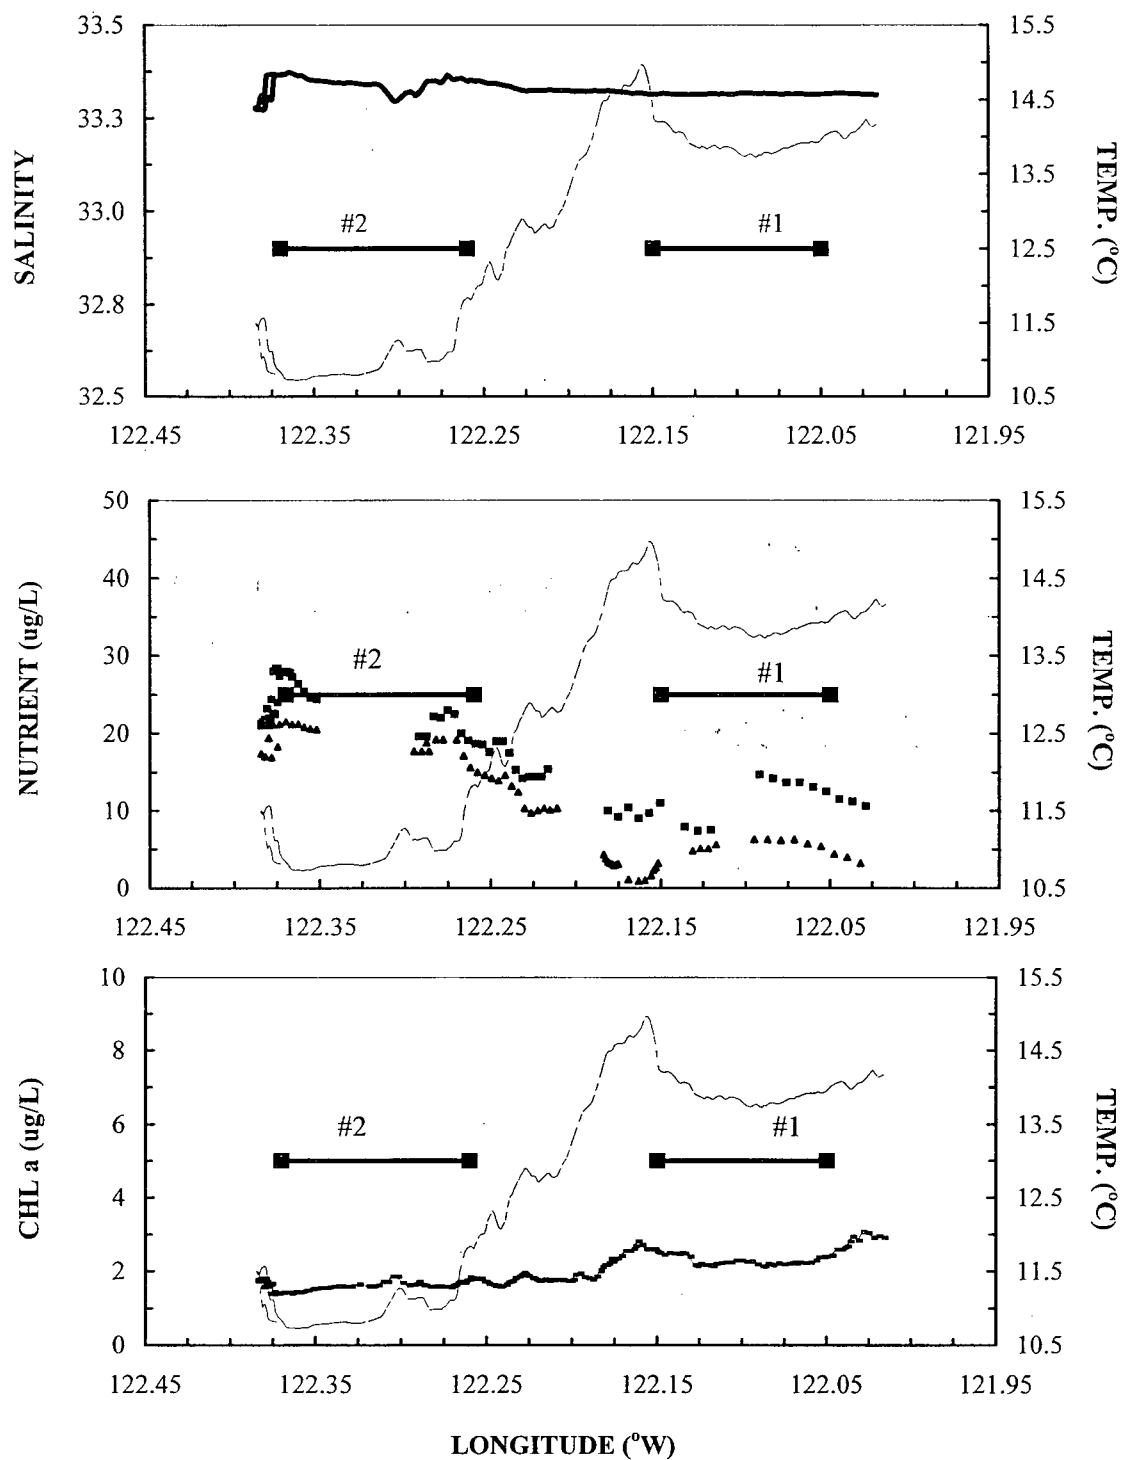 33.5 15.5
14.5
33.3
13.5
SALINITY 33.0 #2 #1 TEMP. (°C)
12.5
32.8
11.5
32.5 10.5
122.45 122.35 122.25 122.15 122.05 121.95
50 15.5
40 14.5
30 13.5
NUTRIENT (ug/L) #2 #1 TEMP. (°C)
20 12.5
10 11.5
0 10.5
122.45 122.35 122.25 122.15 122.05 121.95
10 15.5
8 14.5
6 13.5
CHL a (ug/L) #2 #1 TEMP. (°C)
4 12.5
2 11.5
0 10.5
122.45 122.35 122.25 122.15 122.05 121.95
LONGITUDE (°W)